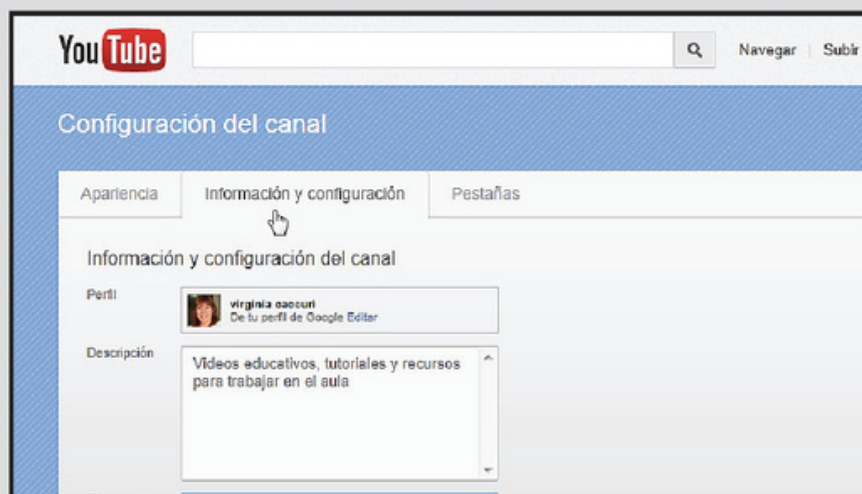 YouTube
Navegar | Subir
Configuración del canal
Apariencia Información y configuración Pestañas
Información y configuración del canal
Perfil
virginia caccuri
De tu perfil de Google Editar
Descripción
Videos educativos, tutoriales y recursos
para trabajar en el aula